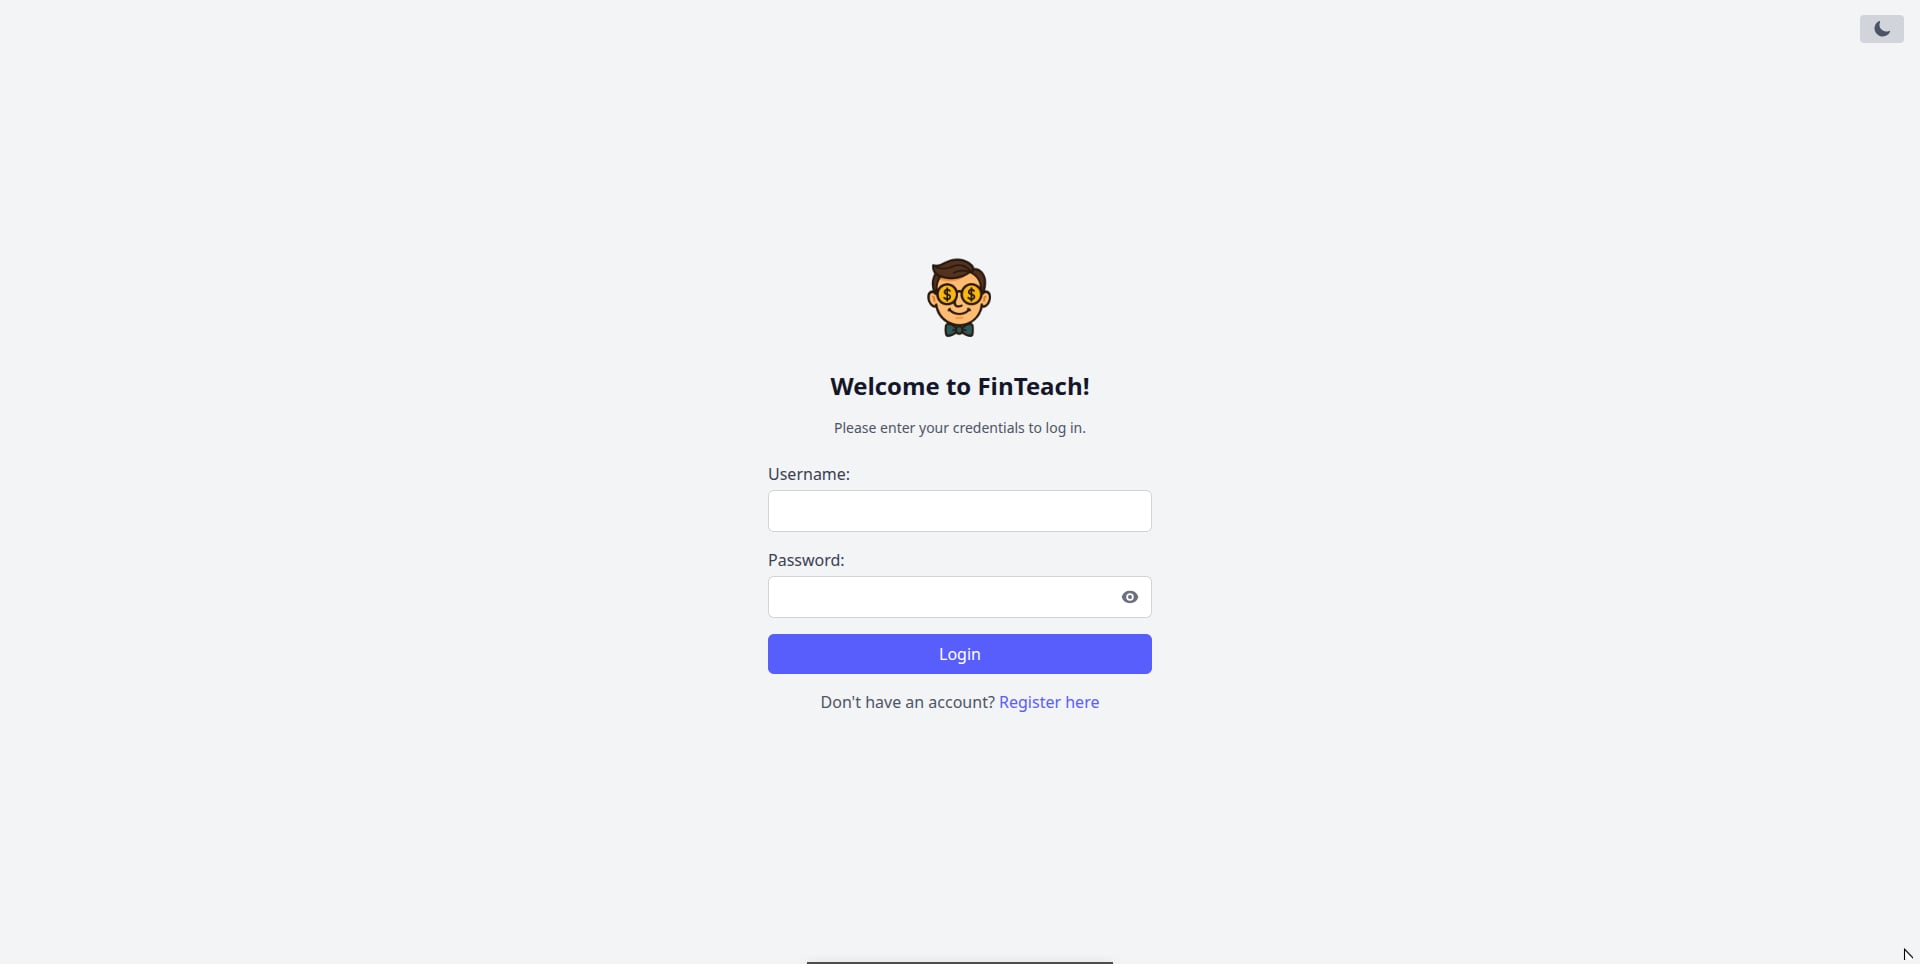 Welcome to FinTeach!
Please enter your credentials to log in.
Username:
Password:
Login
Don't have an account? Register here